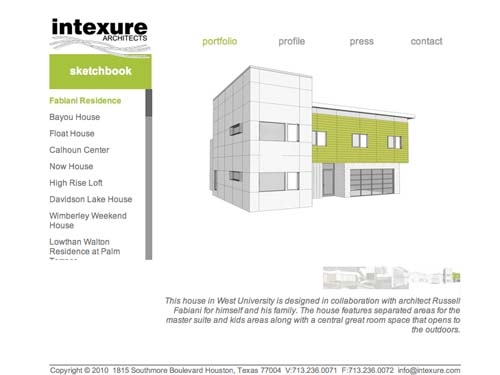 intexure
ARCHITECTS
portfolio profile press contact
sketchbook
Fabiani Residence
Bayou House
Float House
Calhoun Center
Now House
High Rise Loft
Davidson Lake House
Wimberley Weekend
House
Lowthan Walton
Residence at Palm
This house in West University is designed in collaboration with architect Russell
Fabiani for himself and his family. The house features separated areas for the
master suite and kids areas along with a central great room space that opens to
the outdoors.
Copyright © 2010 1815 Southmore Boulevard Houston, Texas 77004 V:713.236.0071 F:713.236.0072 info@intexure.com